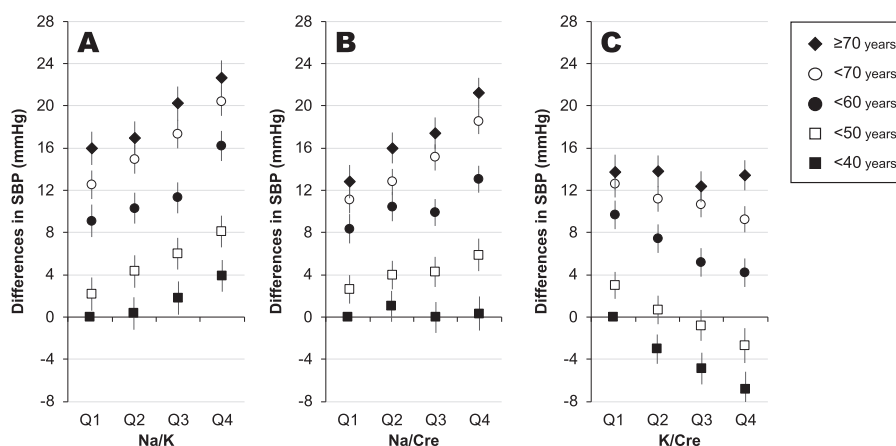 A
Differences in SBP (mmHg)
28
24
20
16
12
8
4
0
-4
-8
Q1 Q2 Q3 Q4
Na/K
B
Differences in SBP (mmHg)
28
24
20
16
12
8
4
0
-4
-8
Q1 Q2 Q3 Q4
Na/Cre
C
Differences in SBP (mmHg)
28
24
20
16
12
8
4
0
-4
-8
Q1 Q2 Q3 Q4
K/Cre
≥70 years
<70 years
<60 years
<50 years
<40 years